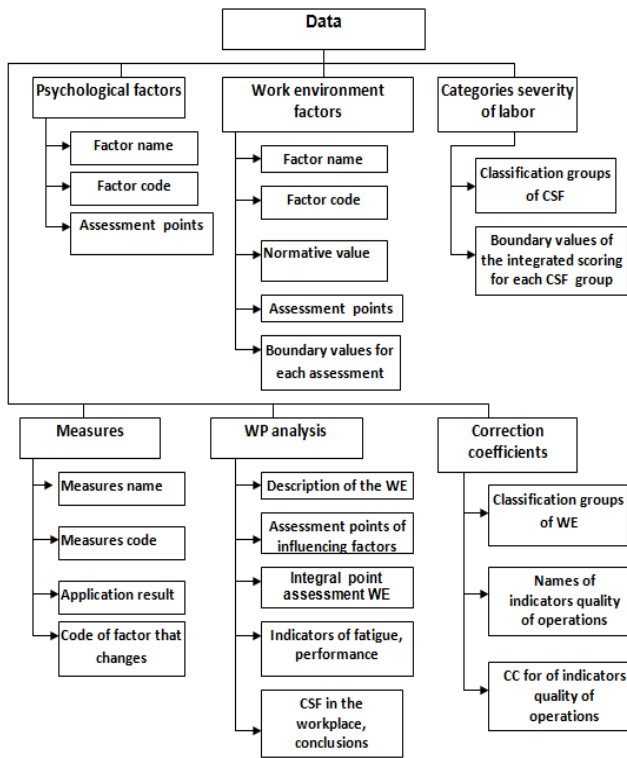 Data
Psychological factors
Factor name
Factor code
Assessment points
Work environment
factors
Factor name
Factor code
Normative value
Assessment points
Boundary values for
each assessment
Categories severity
of labor
Classification groups
of CSF
Boundary values of
the integrated scoring
for each CSF group
Measures
Measures name
Measures code
Application result
Code of factor that
changes
WP analysis
Description of the WE
Assessment points of
influencing factors
Integral point
assessment WE
Indicators of fatigue,
performance
CSF in the
workplace,
conclusions
Correction
coefficients
Classification groups
of WE
Names of
indicators quality
of operations
CC for of indicators
quality of
operations